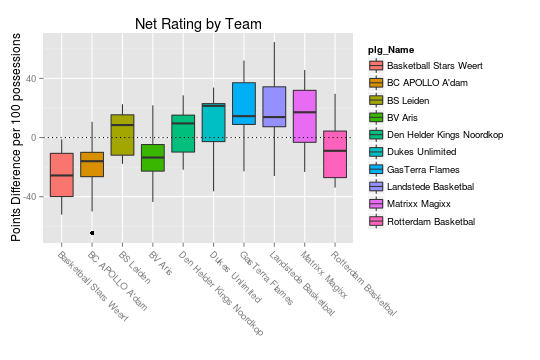 Net Rating by Team
Points Difference per 100 possessions
40
0
-40
Basketball Stars Weert
BC APOLLO A'dam
BS Leiden
BV Aris
Den Helder Kings Noordkop
Dukes Unlimited
GasTerra Flames
Landstede Basketbal
Matrixx Magixx
Rotterdam Basketbal
plg_Name
Basketball Stars Weert
BC APOLLO A'dam
BS Leiden
BV Aris
Den Helder Kings Noordkop
Dukes Unlimited
GasTerra Flames
Landstede Basketbal
Matrixx Magixx
Rotterdam Basketbal